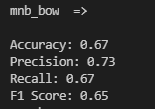 mnb_bow =>
Accuracy: 0.67
Precision: 0.73
Recall: 0.67
F1 Score: 0.65